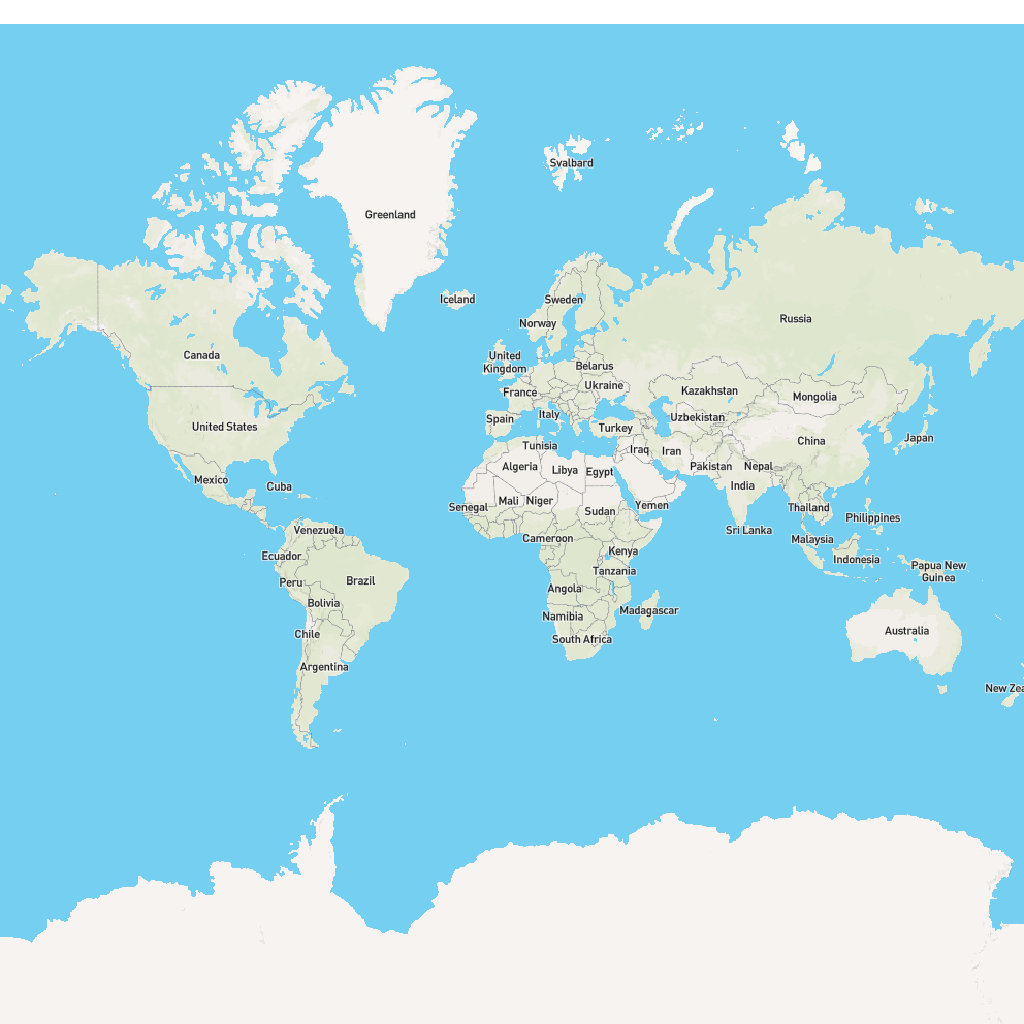 Svalbard
Greenland
Iceland
Sweden
Norway
Russia
Canada
United
Kingdom
Belarus
Ukraine
France
Kazakhstan
Mongolia
Italy
Spain
Uzbekistan
United States
Turkey
China
Japan
Tunisia
Iraq
Iran
Algeria
Libya
Egypt
Pakistan
Nepal
Mexico
Cuba
India
Mali
Niger
Senegal
Sudan
Yemen
Thailand
Philippines
Venezuela
Sri Lanka
Cameroon
Malaysia
Ecuador
Kenya
Indonesia
Papua New
Guinea
Tanzania
Peru
Brazil
Angola
Bolivia
Madagascar
Namibia
Chile
South Africa
Australia
Argentina
New Zea